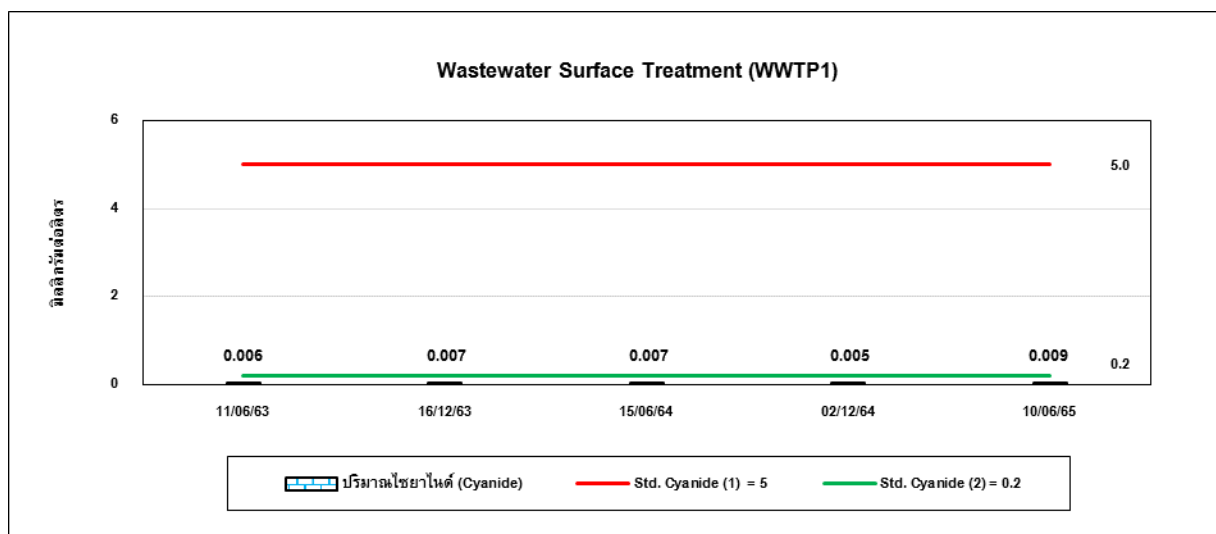 Wastewater Surface Treatment (WWTP1)
มิลลิกรัมต่อลิตร
6
5.0
4
2
0.006 0.007 0.007 0.005 0.009
0.2
0
11/06/63 16/12/63 15/06/64 02/12/64 10/06/65
ปริมาณไซยาไนด์ (Cyanide) Std. Cyanide (1) = 5 Std. Cyanide (2) = 0.2